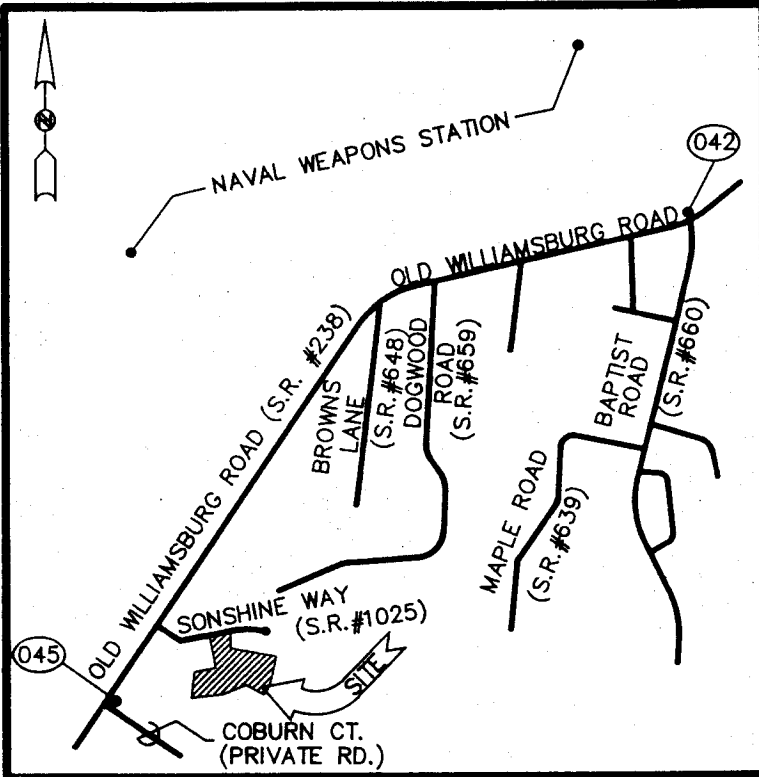 N
NAVAL WEAPONS STATION
042
OLD WILLIAMSBURG ROAD
OLD WILLIAMSBURG ROAD (S.R. #238)
BROWNS
LANE
(S.R.#648)
DOGWOOD
ROAD
(S.R.#659)
BAPTIST
ROAD
(S.R.#660)
MAPLE ROAD
(S.R.#639)
SONSHINE WAY
(S.R.#1025)
SITE
045
COBURN CT.
(PRIVATE RD.)